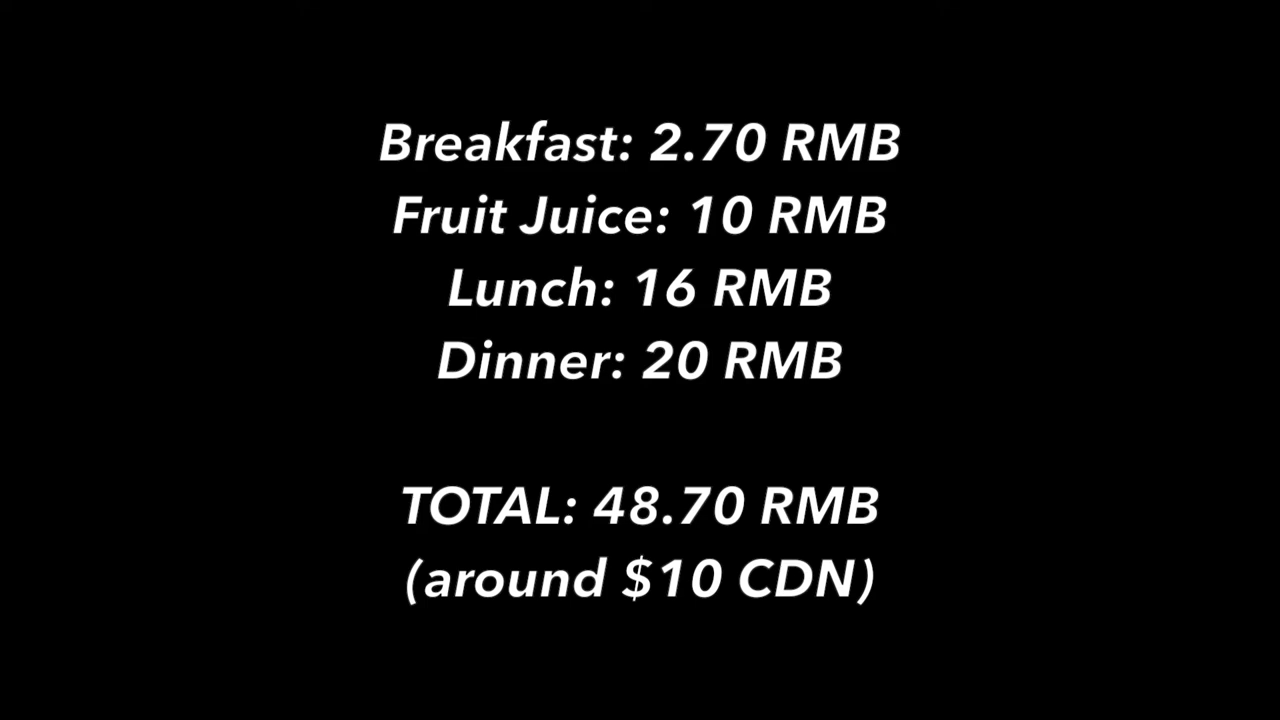 Breakfast: 2.70 RMB
Fruit Juice: 10 RMB
Lunch: 16 RMB
Dinner: 20 RMB
TOTAL: 48.70 RMB
(around $10 CDN)